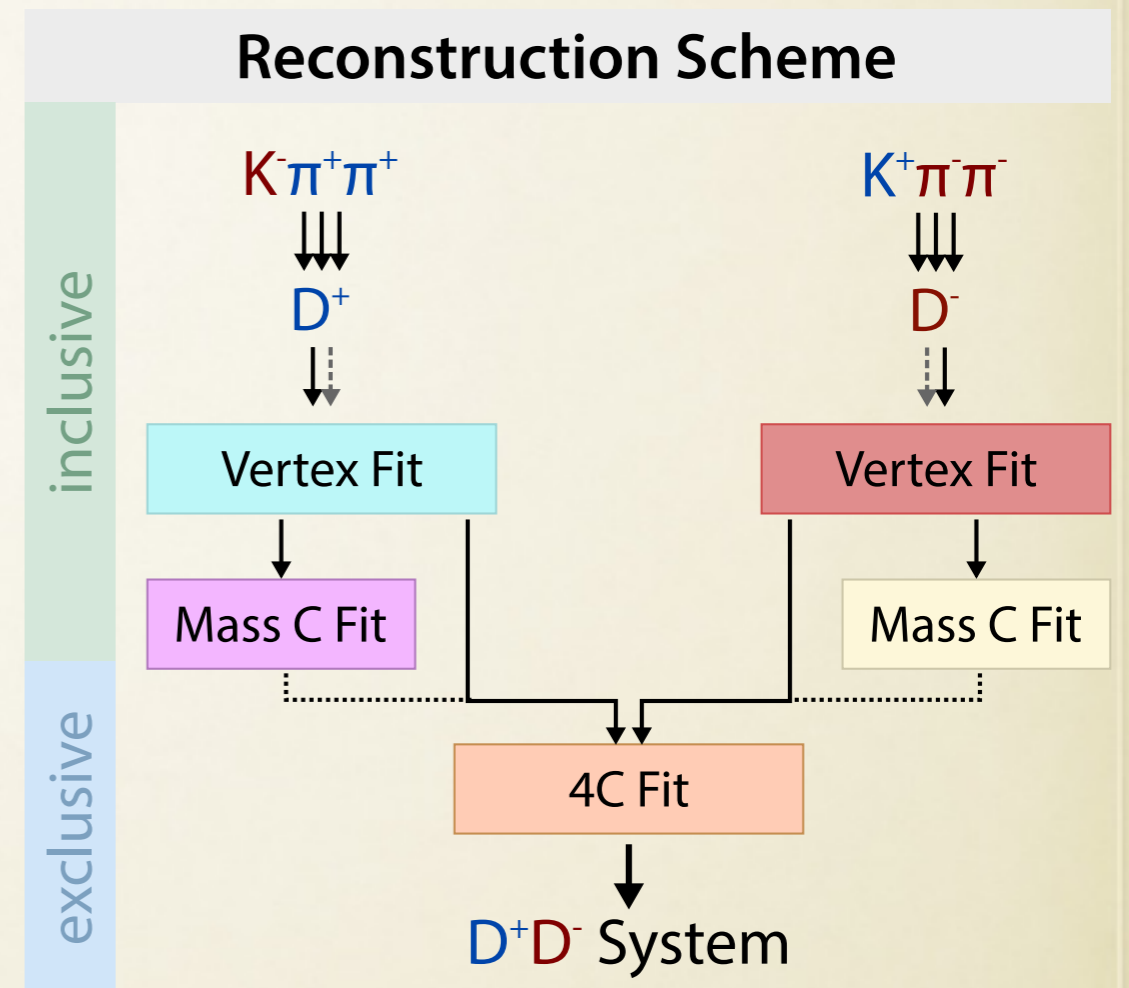 Reconstruction Scheme
inclusive
K⁻π⁺π⁺
K⁺π⁻π⁻
D⁺
D⁻
Vertex Fit
Vertex Fit
Mass C Fit
Mass C Fit
exclusive
4C Fit
D⁺D⁻ System